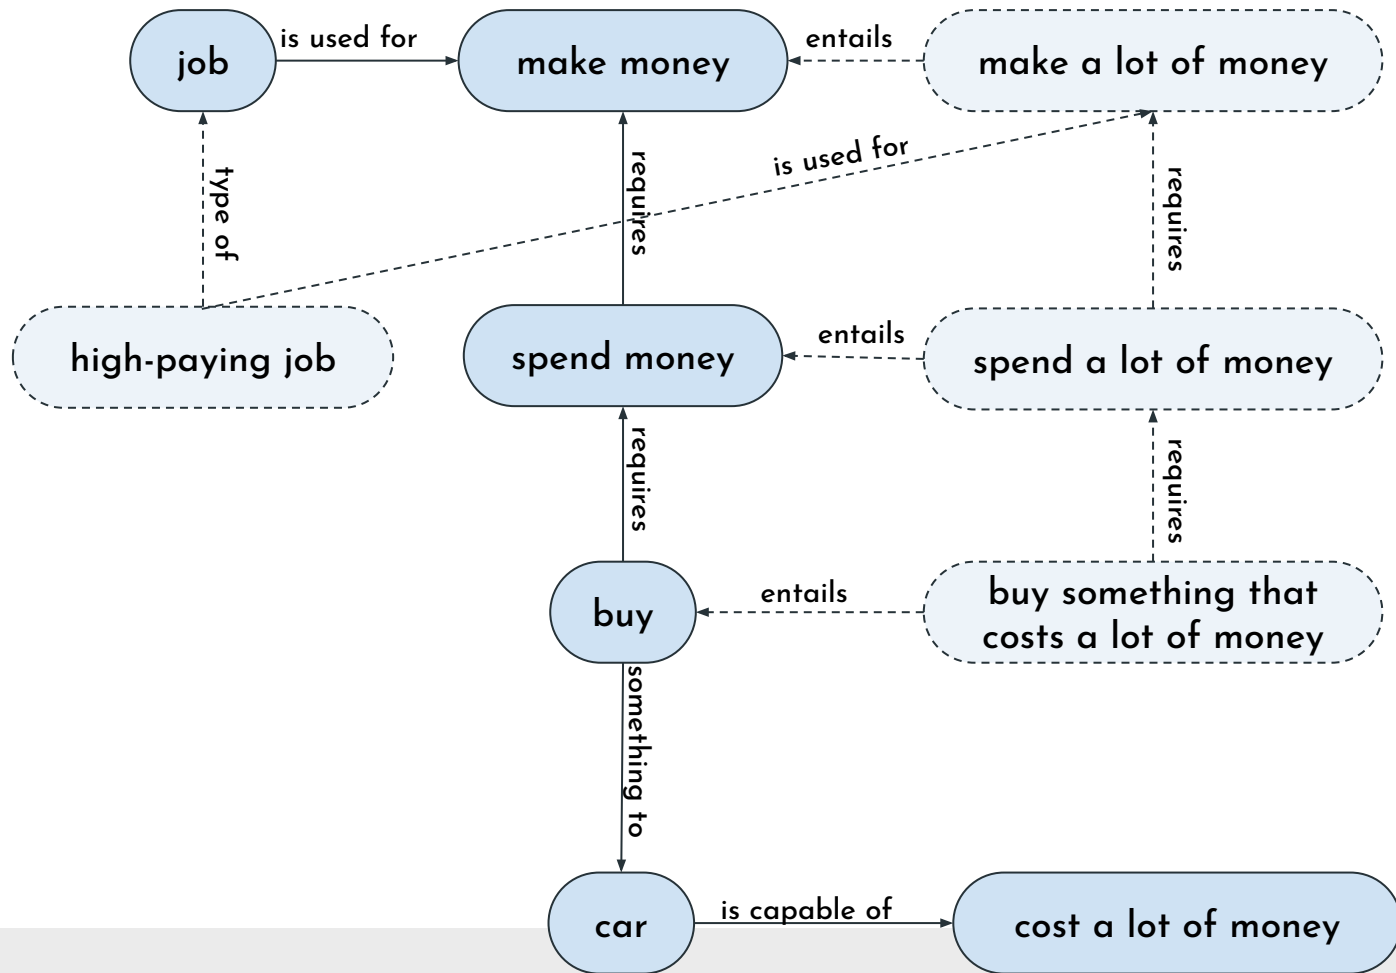 job
is used for
make money
entails
make a lot of money
is used for
type of
requires
requires
high-paying job
spend money
entails
spend a lot of money
requires
requires
buy
entails
buy something that
costs a lot of money
something to
car
is capable of
cost a lot of money